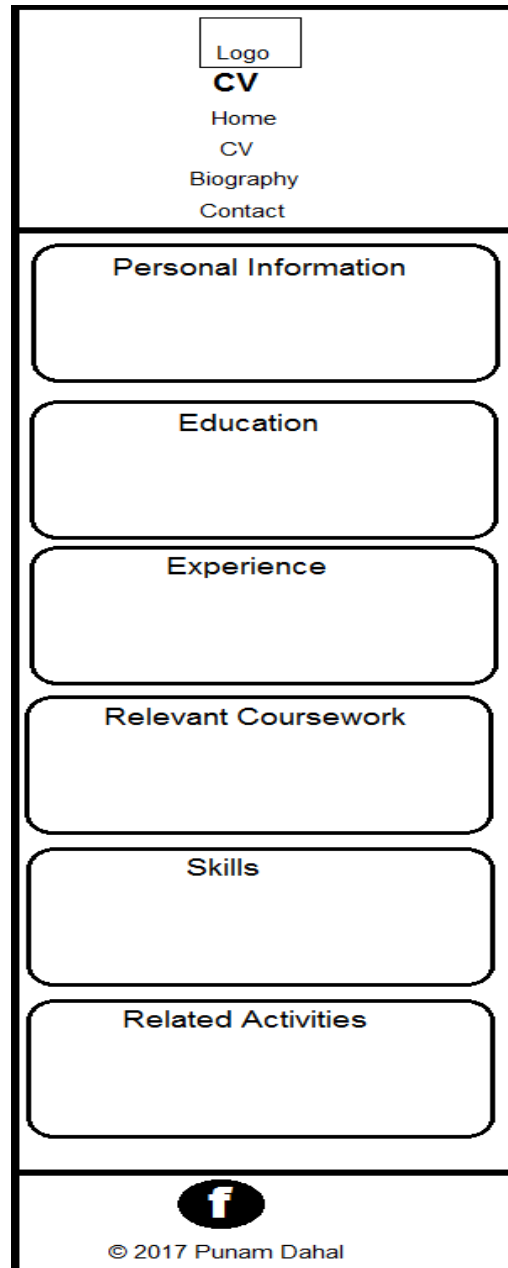 Logo
CV
Home
CV
Biography
Contact
Personal Information
Education
Experience
Relevant Coursework
Skills
Related Activities
f
© 2017 Punam Dahal